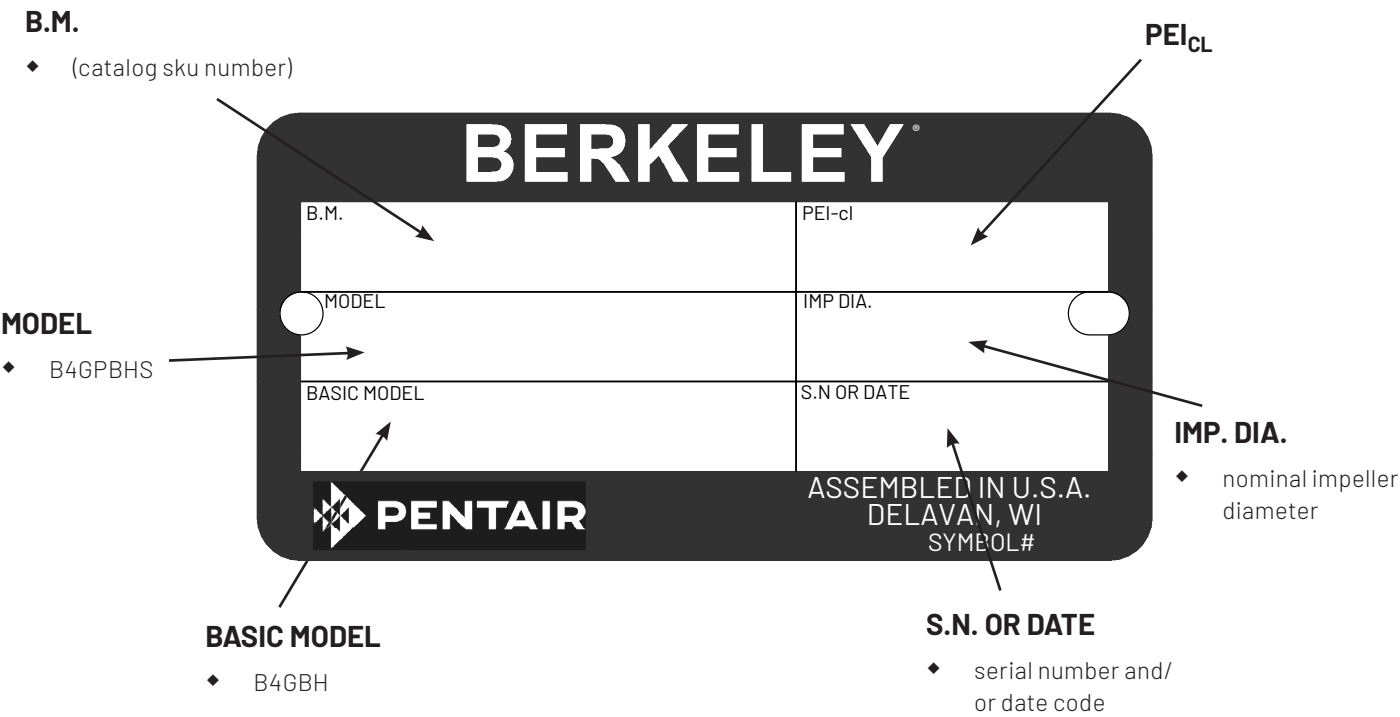 B.M.
◆ (catalog sku number)
PEICL
BERKELEY®
B.M.
PEI-cl
MODEL
IMP DIA.
BASIC MODEL
S.N OR DATE
PENTAIR
ASSEMBLED IN U.S.A.
DELAVAN, WI
SYMBOL#
MODEL
◆ B4GPBHS
IMP. DIA.
◆ nominal impeller
diameter
BASIC MODEL
◆ B4GBH
S.N. OR DATE
◆ serial number and/
or date code